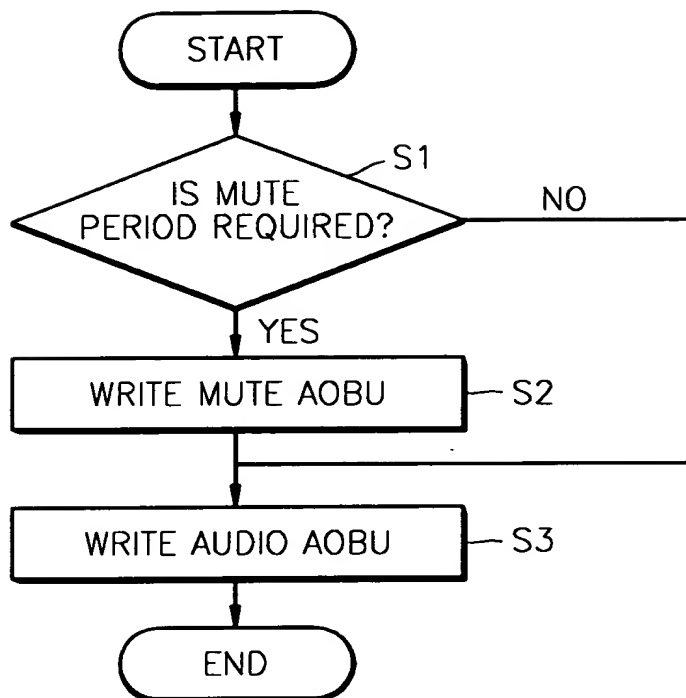 START
S1
IS MUTE
PERIOD REQUIRED?
NO
YES
WRITE MUTE AOBU
S2
WRITE AUDIO AOBU
S3
END